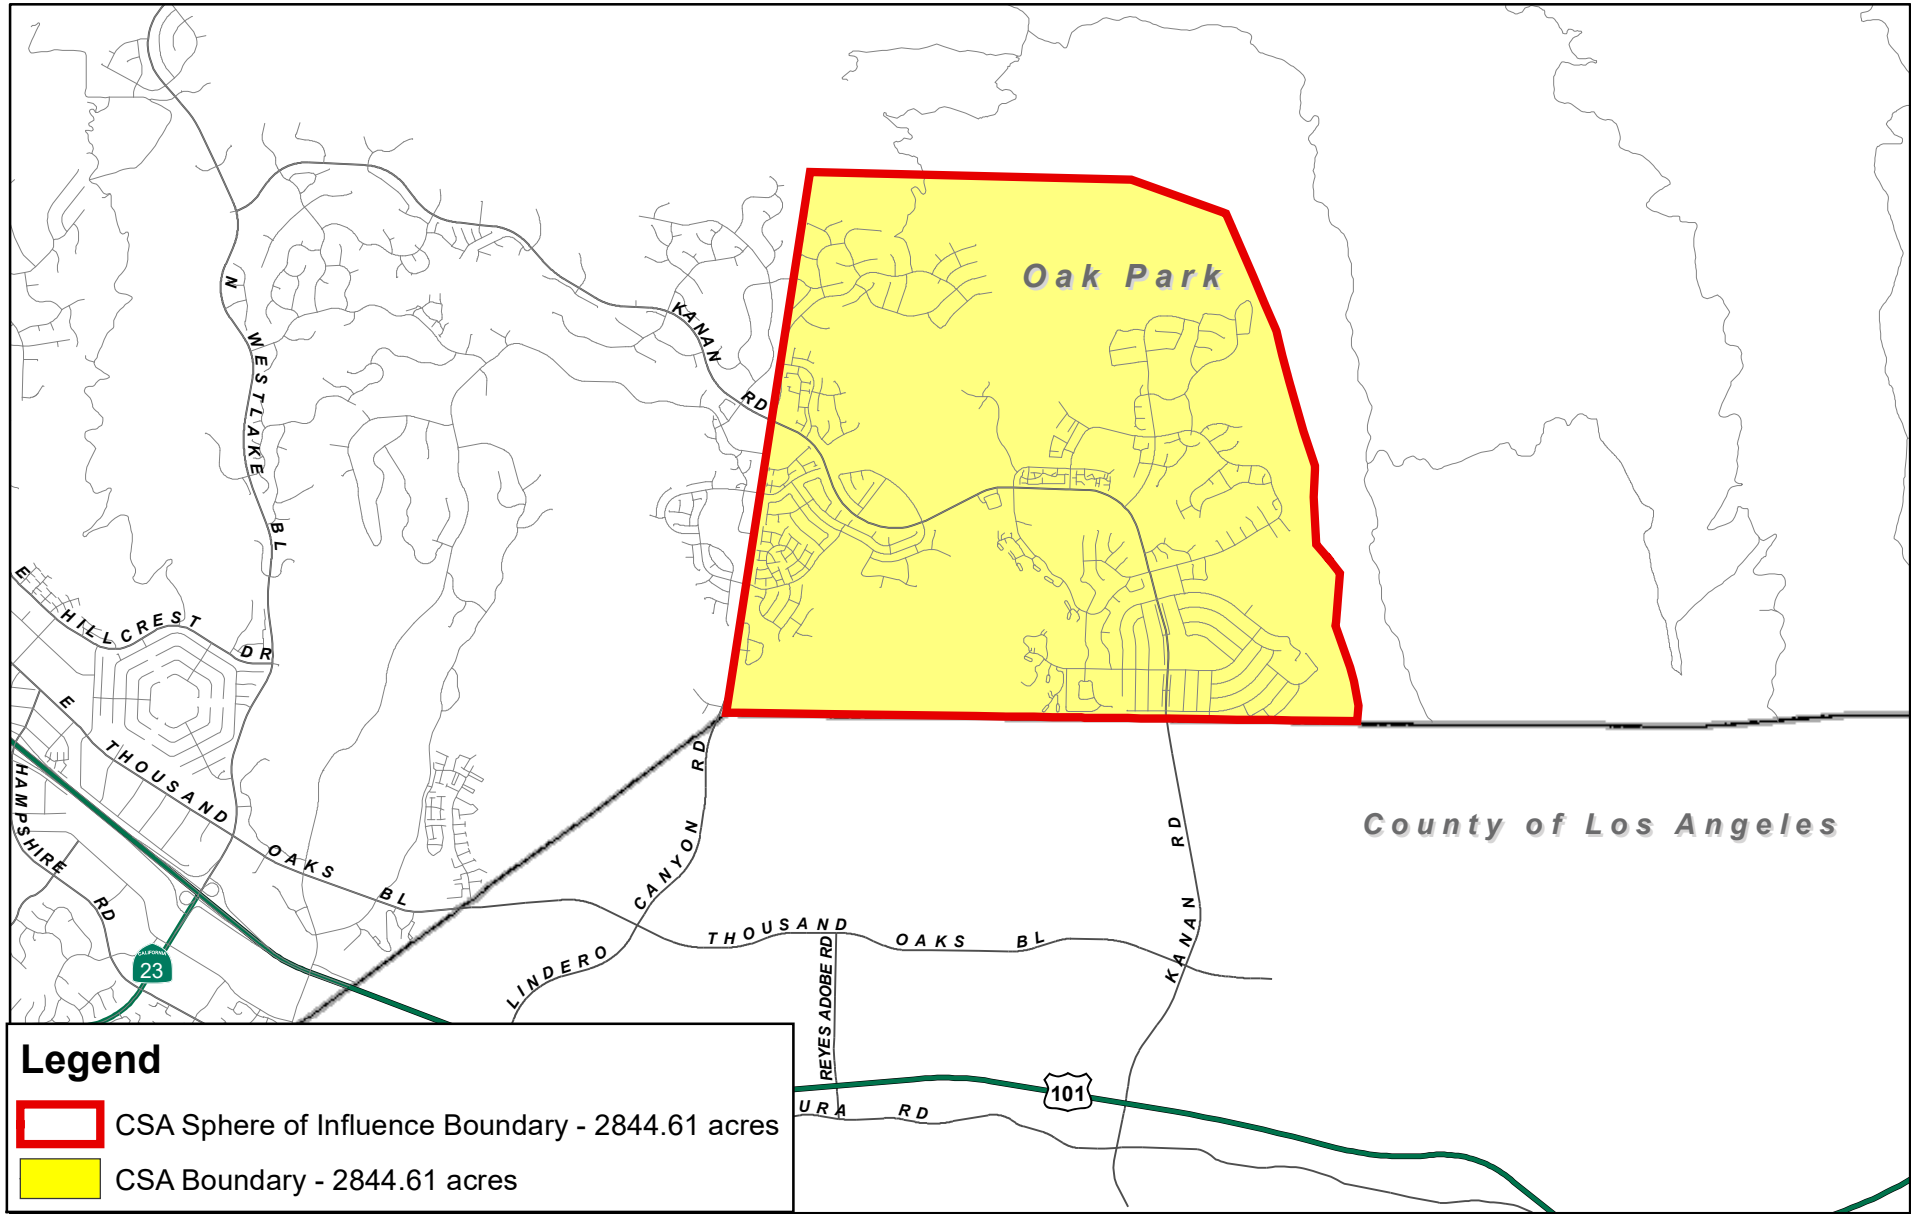 Oak Park
KANAN
RD
N
WESTLAKE
BL
E
HILLCREST
DR
E
THOUSAND
OAKS
BL
HAMPSHIRE
RD
CALIFORNIA
23
LINDERO
CANYON
RD
THOUSAND
OAKS
BL
REYES ADOBE RD
KANAN
RD
County of Los Angeles
101
URA
RD
Legend
CSA Sphere of Influence Boundary - 2844.61 acres
CSA Boundary - 2844.61 acres